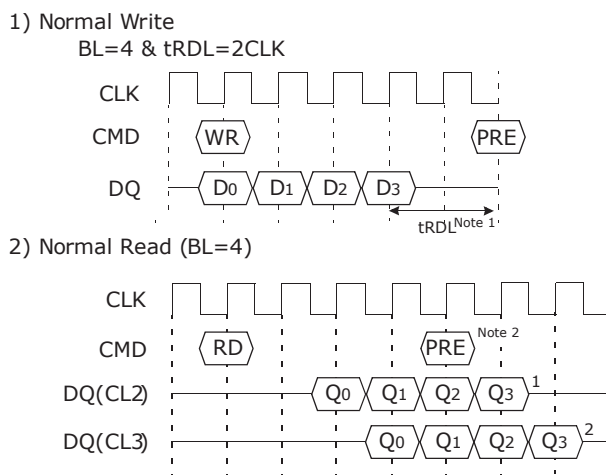 1) Normal Write
BL=4 & tRDL=2CLK
CLK
CMD WR PRE
DQ D0 D1 D2 D3
tRDL Note 1
2) Normal Read (BL=4)
CLK
CMD RD PRE Note 2
DQ(CL2) Q0 Q1 Q2 Q3 1
DQ(CL3) Q0 Q1 Q2 Q3 2